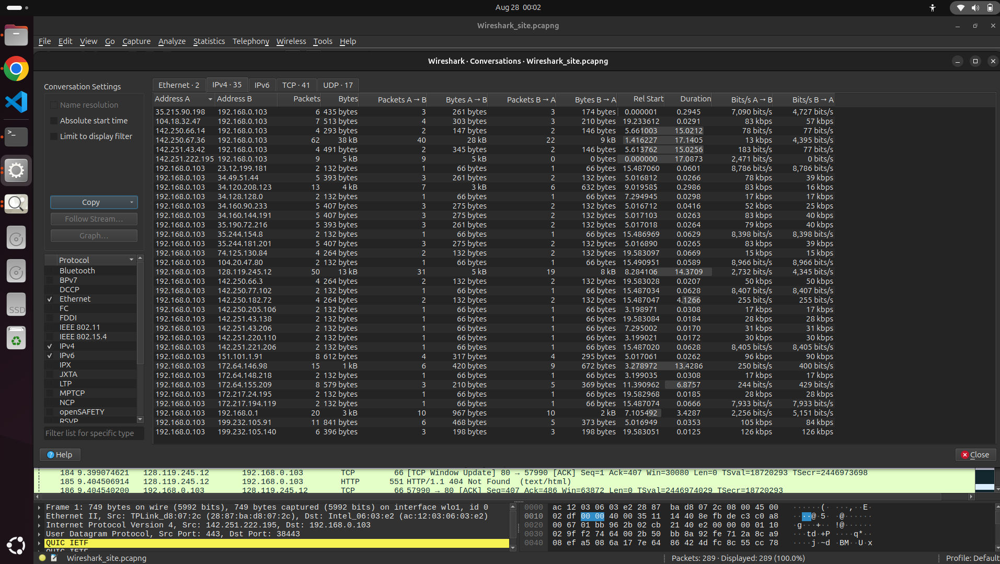 Aug 28 00:02
Wireshark_site.pcapng
File Edit View Go Capture Analyze Statistics Telephony Wireless Tools Help
Wireshark · Conversations · Wireshark_site.pcapng
Conversation Settings
Name resolution
Absolute start time
Limit to display filter
Copy
Follow Stream…
Graph…
Protocol
Bluetooth
BPv7
DCCP
Ethernet
FC
FDDI
IEEE 802.11
IEEE 802.15.4
IPv4
IPv6
IPX
JXTA
LTP
MPTCP
NCP
openSAFETY
RSVP
Filter list for specific type
Ethernet · 2 IPv4 · 35 IPv6 TCP · 41 UDP · 17
Address A Address B Packets Bytes Packets A → B Bytes A → B Packets B → A Bytes B → A Rel Start Duration Bits/s A → B Bits/s B → A
35.215.90.198 192.168.0.103 6 435 bytes 3 261 bytes 3 174 bytes 0.000001 0.2945 7,090 bits/s 4,727 bits/s
104.18.32.47 192.168.0.103 7 513 bytes 4 303 bytes 3 210 bytes 19.233612 0.0291 83 kbps 57 kbps
142.250.66.14 192.168.0.103 4 293 bytes 2 147 bytes 2 146 bytes 5.661003 15.0212 78 bits/s 77 bits/s
142.250.67.36 192.168.0.103 62 38 kB 40 28 kB 22 9 kB 1.416227 17.1405 13 kbps 4,395 bits/s
142.251.43.42 192.168.0.103 4 491 bytes 2 345 bytes 2 146 bytes 5.613762 15.0256 183 bits/s 77 bits/s
142.251.222.195 192.168.0.103 9 5 kB 9 5 kB 0 0 bytes 0.000000 17.0873 2,471 bits/s 0 bits/s
192.168.0.103 23.12.199.181 2 132 bytes 1 66 bytes 1 66 bytes 15.487060 0.0601 8,786 bits/s 8,786 bits/s
192.168.0.103 34.49.51.44 5 393 bytes 3 261 bytes 2 132 bytes 5.016812 0.0266 78 kbps 39 kbps
192.168.0.103 34.120.208.123 13 4 kB 7 3 kB 6 632 bytes 9.019585 0.2986 83 kbps 16 kbps
192.168.0.103 34.128.128.0 2 132 bytes 1 66 bytes 1 66 bytes 7.294945 0.0298 17 kbps 17 kbps
192.168.0.103 34.160.90.233 5 407 bytes 3 275 bytes 2 132 bytes 5.016712 0.0416 52 kbps 25 kbps
192.168.0.103 34.160.144.191 5 407 bytes 3 275 bytes 2 132 bytes 5.017103 0.0263 83 kbps 40 kbps
192.168.0.103 35.190.72.216 5 393 bytes 3 261 bytes 2 132 bytes 5.017018 0.0264 79 kbps 40 kbps
192.168.0.103 35.244.154.8 2 132 bytes 1 66 bytes 1 66 bytes 15.486969 0.0629 8,398 bits/s 8,398 bits/s
192.168.0.103 35.244.181.201 5 407 bytes 3 275 bytes 2 132 bytes 5.016890 0.0265 83 kbps 39 kbps
192.168.0.103 74.125.130.84 4 264 bytes 2 132 bytes 2 132 bytes 19.583097 0.0669 15 kbps 15 kbps
192.168.0.103 104.20.47.80 2 132 bytes 1 66 bytes 1 66 bytes 15.490951 0.0589 8,966 bits/s 8,966 bits/s
192.168.0.103 128.119.245.12 50 13 kB 31 5 kB 19 8 kB 8.284106 14.3709 2,732 bits/s 4,345 bits/s
192.168.0.103 142.250.66.3 4 264 bytes 2 132 bytes 2 132 bytes 19.583028 0.0207 50 kbps 50 kbps
192.168.0.103 142.250.77.102 2 132 bytes 1 66 bytes 1 66 bytes 15.487034 0.0628 8,407 bits/s 8,407 bits/s
192.168.0.103 142.250.182.72 4 264 bytes 2 132 bytes 2 132 bytes 15.487047 4.1266 255 bits/s 255 bits/s
192.168.0.103 142.250.205.106 2 132 bytes 1 66 bytes 1 66 bytes 3.198971 0.0308 17 kbps 17 kbps
192.168.0.103 142.251.43.138 2 132 bytes 1 66 bytes 1 66 bytes 19.583084 0.0184 28 kbps 28 kbps
192.168.0.103 142.251.43.206 2 132 bytes 1 66 bytes 1 66 bytes 7.295002 0.0170 31 kbps 31 kbps
192.168.0.103 142.251.220.110 2 132 bytes 1 66 bytes 1 66 bytes 3.199021 0.0172 30 kbps 30 kbps
192.168.0.103 142.251.221.206 2 132 bytes 1 66 bytes 1 66 bytes 15.487020 0.0628 8,405 bits/s 8,405 bits/s
192.168.0.103 151.101.1.91 8 612 bytes 4 317 bytes 4 295 bytes 5.017061 0.0262 96 kbps 90 kbps
192.168.0.103 172.64.146.98 15 1 kB 6 420 bytes 9 672 bytes 3.278972 13.4286 250 bits/s 400 bits/s
192.168.0.103 172.64.148.218 2 132 bytes 1 66 bytes 1 66 bytes 3.199035 0.0308 17 kbps 17 kbps
192.168.0.103 172.64.155.209 8 579 bytes 3 210 bytes 5 369 bytes 11.390962 6.8757 244 bits/s 429 bits/s
192.168.0.103 172.217.24.195 2 132 bytes 1 66 bytes 1 66 bytes 19.582968 0.0185 28 kbps 28 kbps
192.168.0.103 172.217.194.119 2 132 bytes 1 66 bytes 1 66 bytes 15.487074 0.0666 7,933 bits/s 7,933 bits/s
192.168.0.103 192.168.0.1 20 3 kB 10 967 bytes 10 2 kB 7.105492 3.4287 2,256 bits/s 5,151 bits/s
192.168.0.103 199.232.105.91 11 841 bytes 6 468 bytes 5 373 bytes 5.016949 0.0353 105 kbps 84 kbps
192.168.0.103 199.232.105.140 6 396 bytes 3 198 bytes 3 198 bytes 19.583051 0.0125 126 kbps 126 kbps
Help Close
184 9.399074621 128.119.245.12 192.168.0.103 TCP 66 [TCP Window Update] 80 → 57990 [ACK] Seq=1 Ack=407 Win=30080 Len=0 TSval=18720293 TSecr=2446973698
185 9.404506914 128.119.245.12 192.168.0.103 HTTP 551 HTTP/1.1 404 Not Found (text/html)
186 9.404540200 192.168.0.103 128.119.245.12 TCP 66 57990 → 80 [ACK] Seq=407 Ack=486 Win=63872 Len=0 TSval=2446974029 TSecr=18720293
Frame 1: 749 bytes on wire (5992 bits), 749 bytes captured (5992 bits) on interface wlo1, id 0
Ethernet II, Src: TPLink_d8:07:2c (28:87:ba:d8:07:2c), Dst: Intel_06:03:e2 (ac:12:03:06:03:e2)
Internet Protocol Version 4, Src: 142.251.222.195, Dst: 192.168.0.103
User Datagram Protocol, Src Port: 443, Dst Port: 38443
QUIC IETF
QUIC IETF
0000 ac 12 03 06 03 e2 28 87 ba d8 07 2c 08 00 45 00 ······(· ···,··E·
0010 02 df 00 00 40 00 35 11 14 40 8e fb de c3 c0 a8 ····@·5· ·@······
0020 00 67 01 bb 96 2b 02 cb 21 40 e2 00 00 00 01 10 ·g···+·· !@······
0030 02 9f f2 74 64 00 2b 50 bb 8a 92 fe 71 2a 8c a9 ···td·+P ····q*··
0040 08 ef a5 08 6a 17 7e 64 86 42 4d fc 8c 55 cc 78 ····j·~d ·BM··U·x
Wireshark_site.pcapng Packets: 289 · Displayed: 289 (100.0%) Profile: Default
SSD